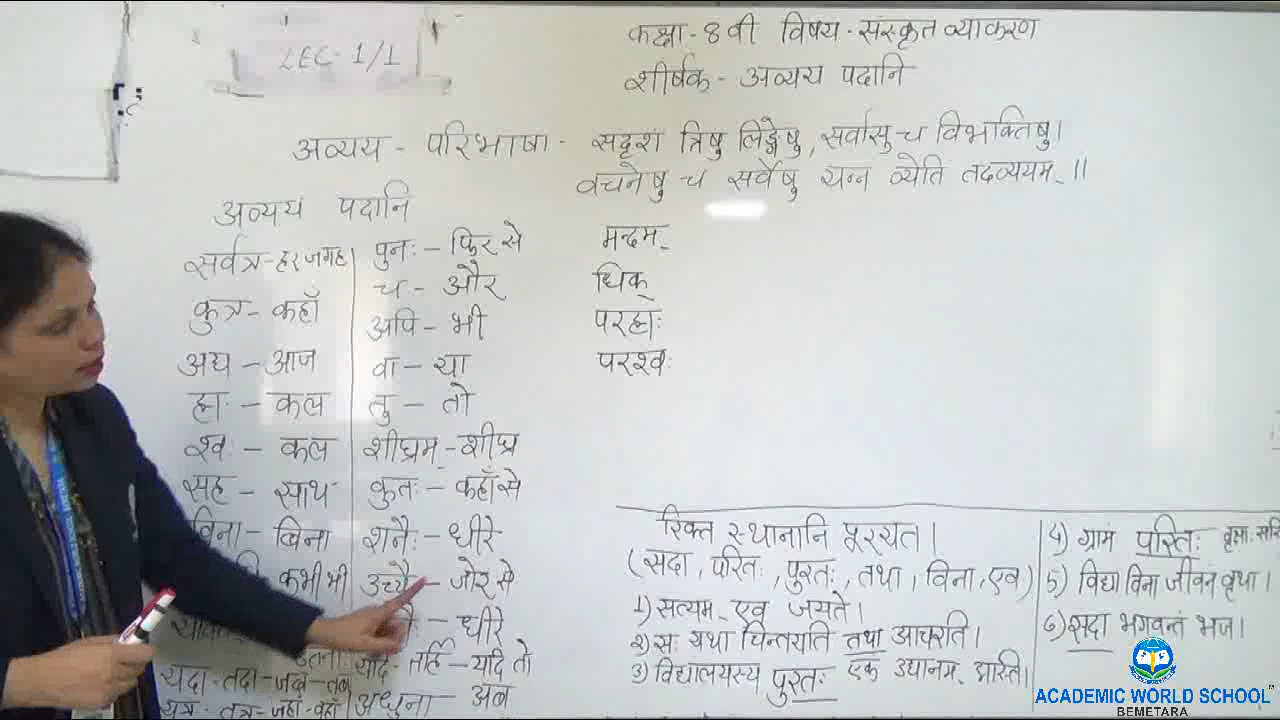 LEC- 1/1
कक्षा - 8 वी विषय - संस्कृत व्याकरण
शीर्षक - अव्यय पदानि
अव्यय - परिभाषा - सदृशं त्रिषु लिङ्गेषु, सर्वासु च विभक्तिषु।
वचनेषु च सर्वेषु यन्न व्येति तदव्ययम् ॥
अव्यय पदानि
सर्वत्र - हर जगह
कुत्र - कहाँ
अद्य - आज
ह्यः - कल
श्वः - कल
सह - साथ
विना - बिना
कभी भी
यदा - तदा - जब - तब
यत्र - तत्र - जहाँ - वहाँ
पुनः - फिर से
च - और
अपि - भी
वा - या
तु - तो
शीघ्रम् - शीघ्र
कुतः - कहाँ से
शनैः - धीरे
उच्चैः - जोर से
- धीरे
यदि - तर्हि - यदि तो
अधुना - अब
मन्दम्
धिक्
परह्यः
परश्वः
रिक्त स्थानानि पूरयत।
(सदा, परितः, पुरतः, तथा, विना, एव)
1) सत्यम् एव जयते।
२) सः यथा चिन्तयति तथा आचरति।
3) विद्यालयस्य पुरतः एक उद्यानम् अस्ति।
4) ग्रामं परितः वृक्षाः
5) विद्या विना जीवनं वृथा।
6) सदा भगवन्तं भज।
ACADEMIC WORLD SCHOOL
BEMETARA